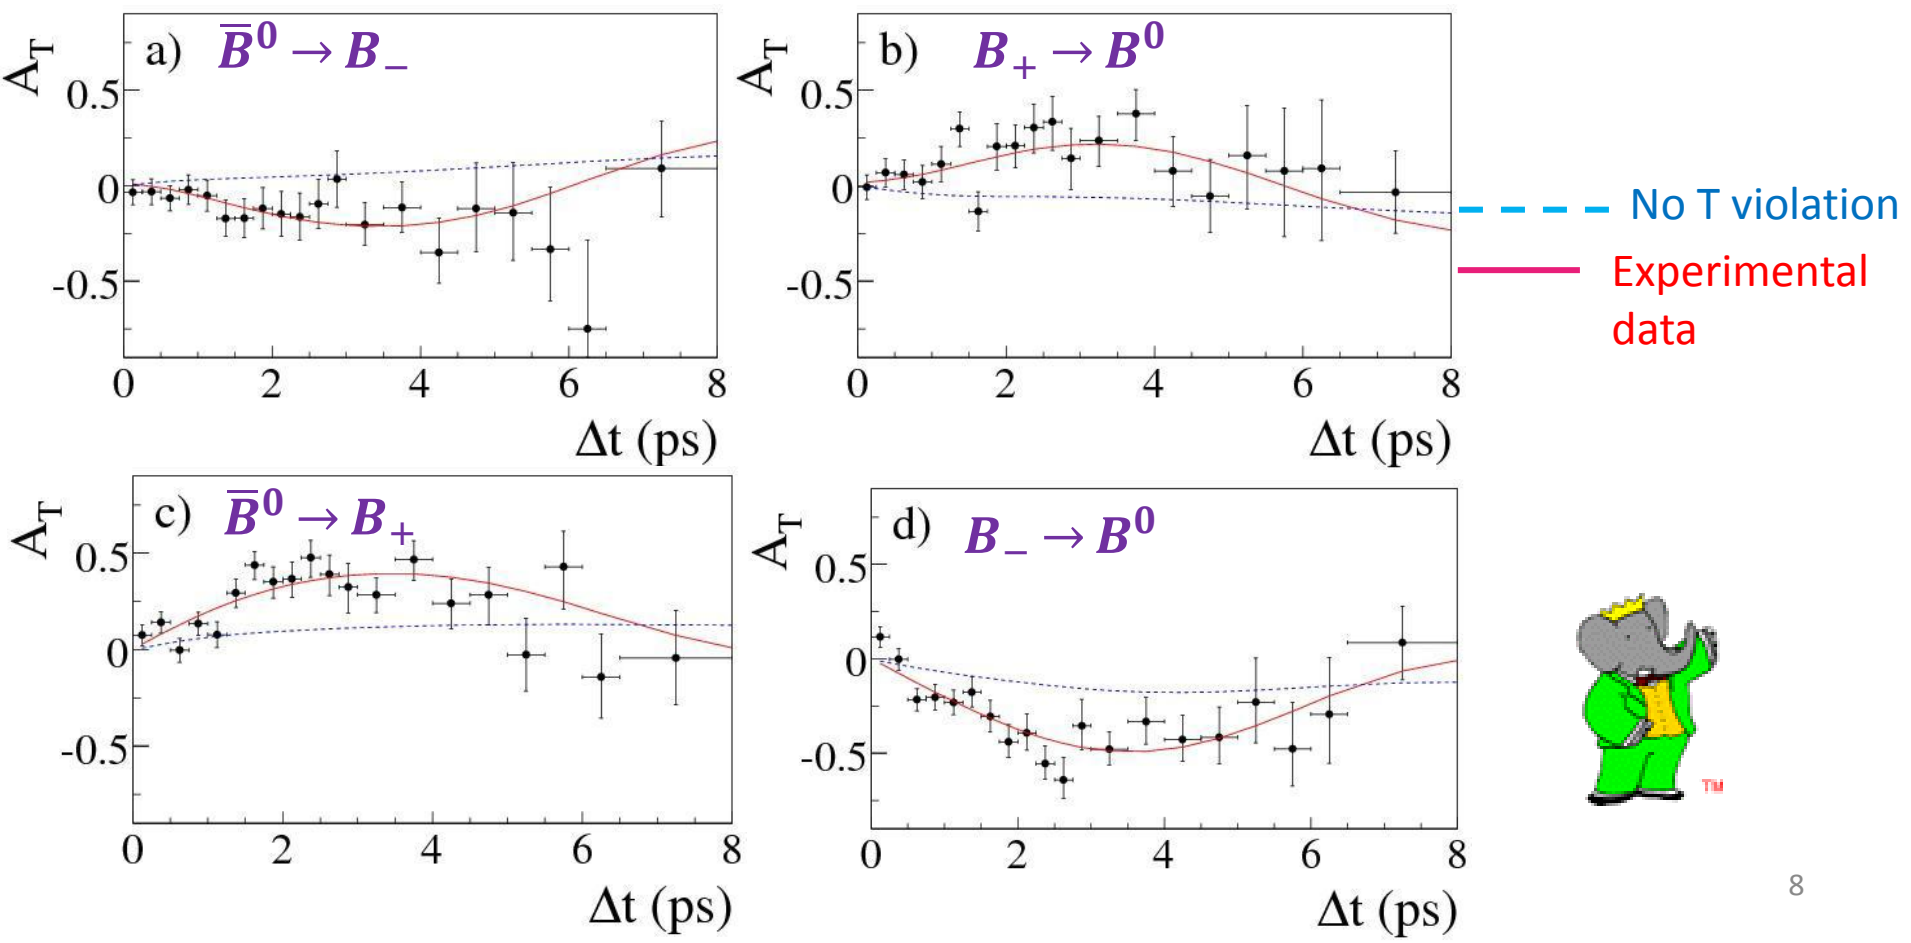 A_T
a) B̅⁰ → B₋
0.5
0
-0.5
0 2 4 6 8
Δt (ps)
A_T
b) B₊ → B⁰
0.5
0
-0.5
0 2 4 6 8
Δt (ps)
No T violation
Experimental
data
A_T
c) B̅⁰ → B₊
0.5
0
-0.5
0 2 4 6 8
Δt (ps)
A_T
d) B₋ → B⁰
0.5
0
-0.5
0 2 4 6 8
Δt (ps)
TM
8